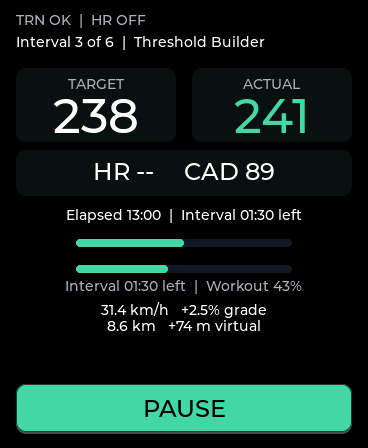 TRN OK | HR OFF
Interval 3 of 6 | Threshold Builder
TARGET
238
ACTUAL
241
HR -- CAD 89
Elapsed 13:00 | Interval 01:30 left
Interval 01:30 left | Workout 43%
31.4 km/h +2.5% grade
8.6 km +74 m virtual
PAUSE